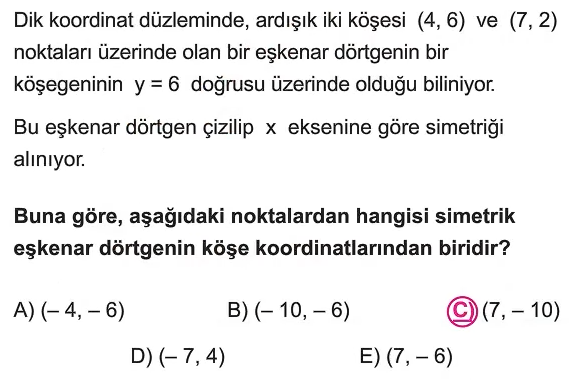 Dik koordinat düzleminde, ardışık iki köşesi (4, 6) ve (7, 2)
noktaları üzerinde olan bir eşkenar dörtgenin bir
köşegeninin y = 6 doğrusu üzerinde olduğu biliniyor.
Bu eşkenar dörtgen çizilip x eksenine göre simetriği
alınıyor.
Buna göre, aşağıdaki noktalardan hangisi simetrik
eşkenar dörtgenin köşe koordinatlarından biridir?
A) (– 4, – 6) B) (– 10, – 6) C) (7, – 10)
D) (– 7, 4) E) (7, – 6)